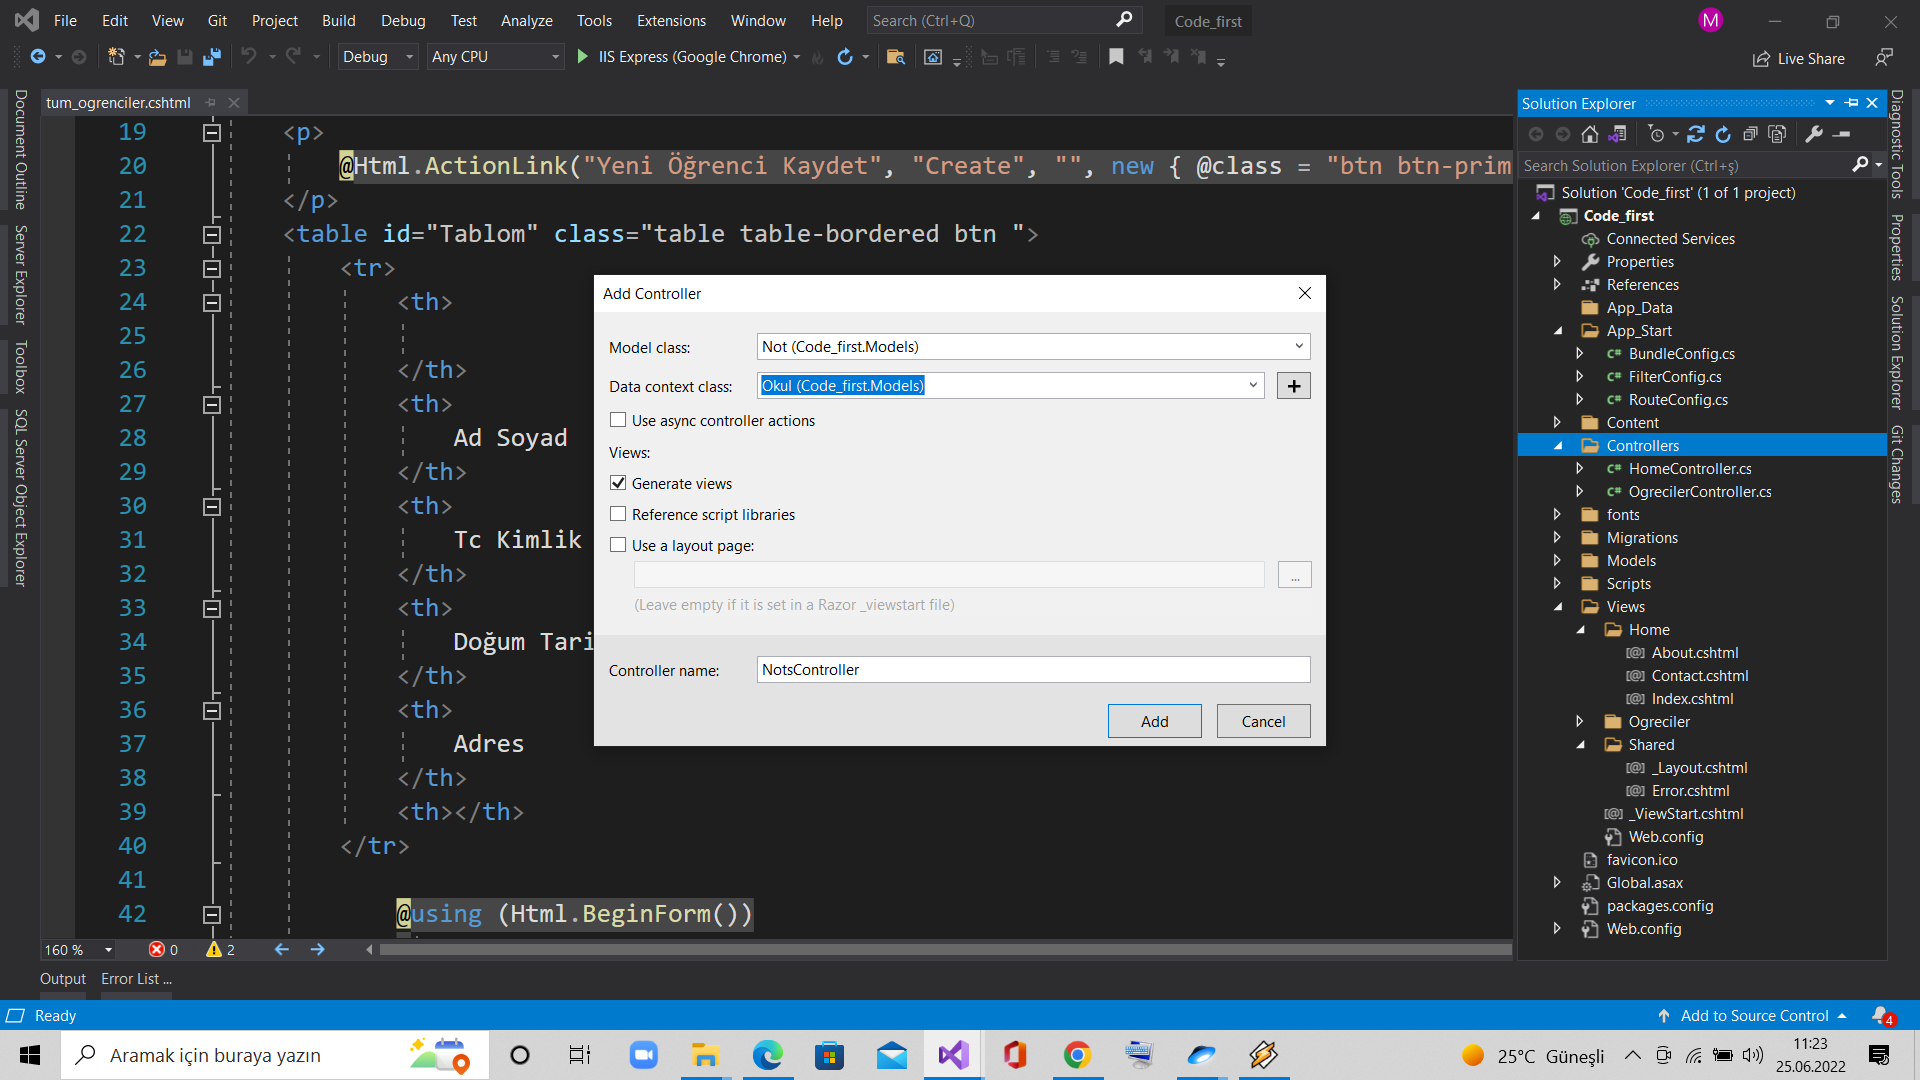 File Edit View Git Project Build Debug Test Analyze Tools Extensions Window Help Search (Ctrl+Q) Code_first M
Debug Any CPU IIS Express (Google Chrome) Live Share
tum_ogrenciler.cshtml
Document Outline
Server Explorer
Toolbox
SQL Server Object Explorer
19 <p>
20 @Html.ActionLink("Yeni Öğrenci Kaydet", "Create", "", new { @class = "btn btn-prim
21 </p>
22 <table id="Tablom" class="table table-bordered btn ">
23 <tr>
24 <th>
25
26 </th>
27 <th>
28 Ad Soyad
29 </th>
30 <th>
31 Tc Kimlik
32 </th>
33 <th>
34 Doğum Tari
35 </th>
36 <th>
37 Adres
38 </th>
39 <th></th>
40 </tr>
41
42 @using (Html.BeginForm())
160 % 0 2
Output Error List ...
Add Controller
Model class: Not (Code_first.Models)
Data context class: Okul (Code_first.Models)
Use async controller actions
Views:
Generate views
Reference script libraries
Use a layout page:
...
(Leave empty if it is set in a Razor _viewstart file)
Controller name: NotsController
Add Cancel
Solution Explorer
Search Solution Explorer (Ctrl+ş)
Solution 'Code_first' (1 of 1 project)
Code_first
Connected Services
Properties
References
App_Data
App_Start
C# BundleConfig.cs
C# FilterConfig.cs
C# RouteConfig.cs
Content
Controllers
C# HomeController.cs
C# OgrecilerController.cs
fonts
Migrations
Models
Scripts
Views
Home
[@] About.cshtml
[@] Contact.cshtml
[@] Index.cshtml
Ogreciler
Shared
[@] _Layout.cshtml
[@] Error.cshtml
[@] _ViewStart.cshtml
Web.config
favicon.ico
Global.asax
packages.config
Web.config
Diagnostic Tools
Properties
Solution Explorer
Git Changes
Ready Add to Source Control 4
Aramak için buraya yazın 25°C Güneşli 11:23
25.06.2022